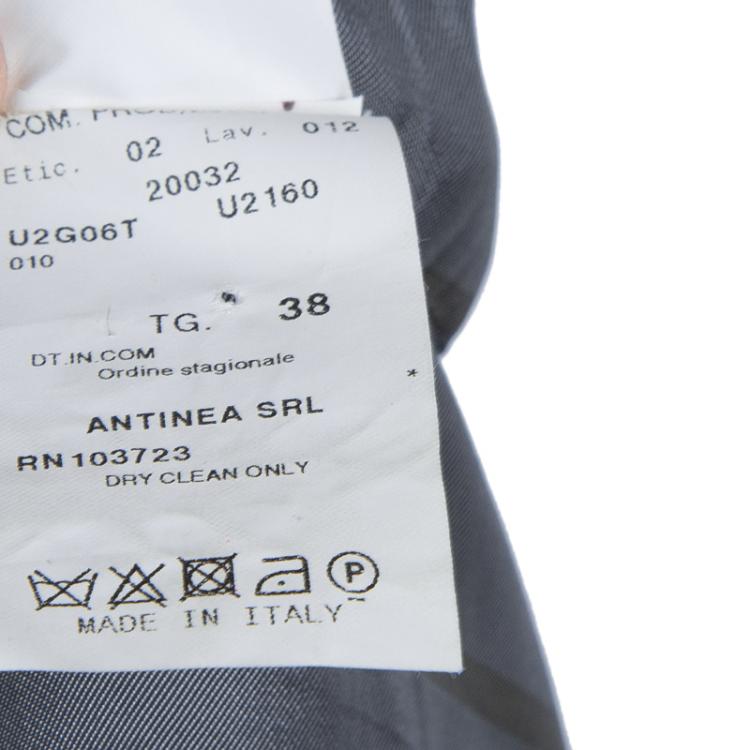 COM.
Etic. 02 Lav. 012
20032
U2G06T U2160
010
TG. 38
DT.IN.COM
Ordine stagionale
*
ANTINEA SRL
RN103723
DRY CLEAN ONLY
P
MADE IN ITALY